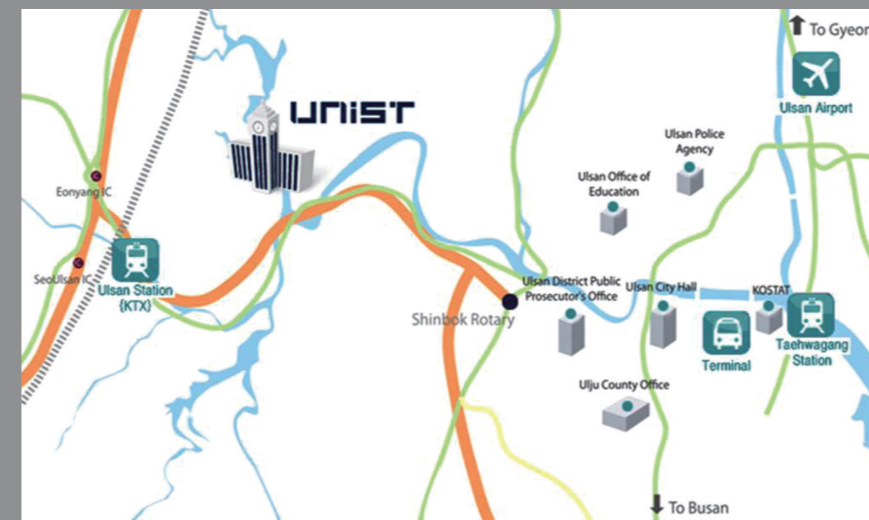 To Gyeon
Ulsan Airport
UNIST
Ulsan Police
Agency
Ulsan Office of
Education
Eonyang IC
SeoUlsan IC
Ulsan Station
{KTX}
Shinbok Rotary
Ulsan District Public
Prosecutor's Office
Ulsan City Hall
KOSTAT
Terminal
Taehwagang
Station
Ulju County Office
To Busan